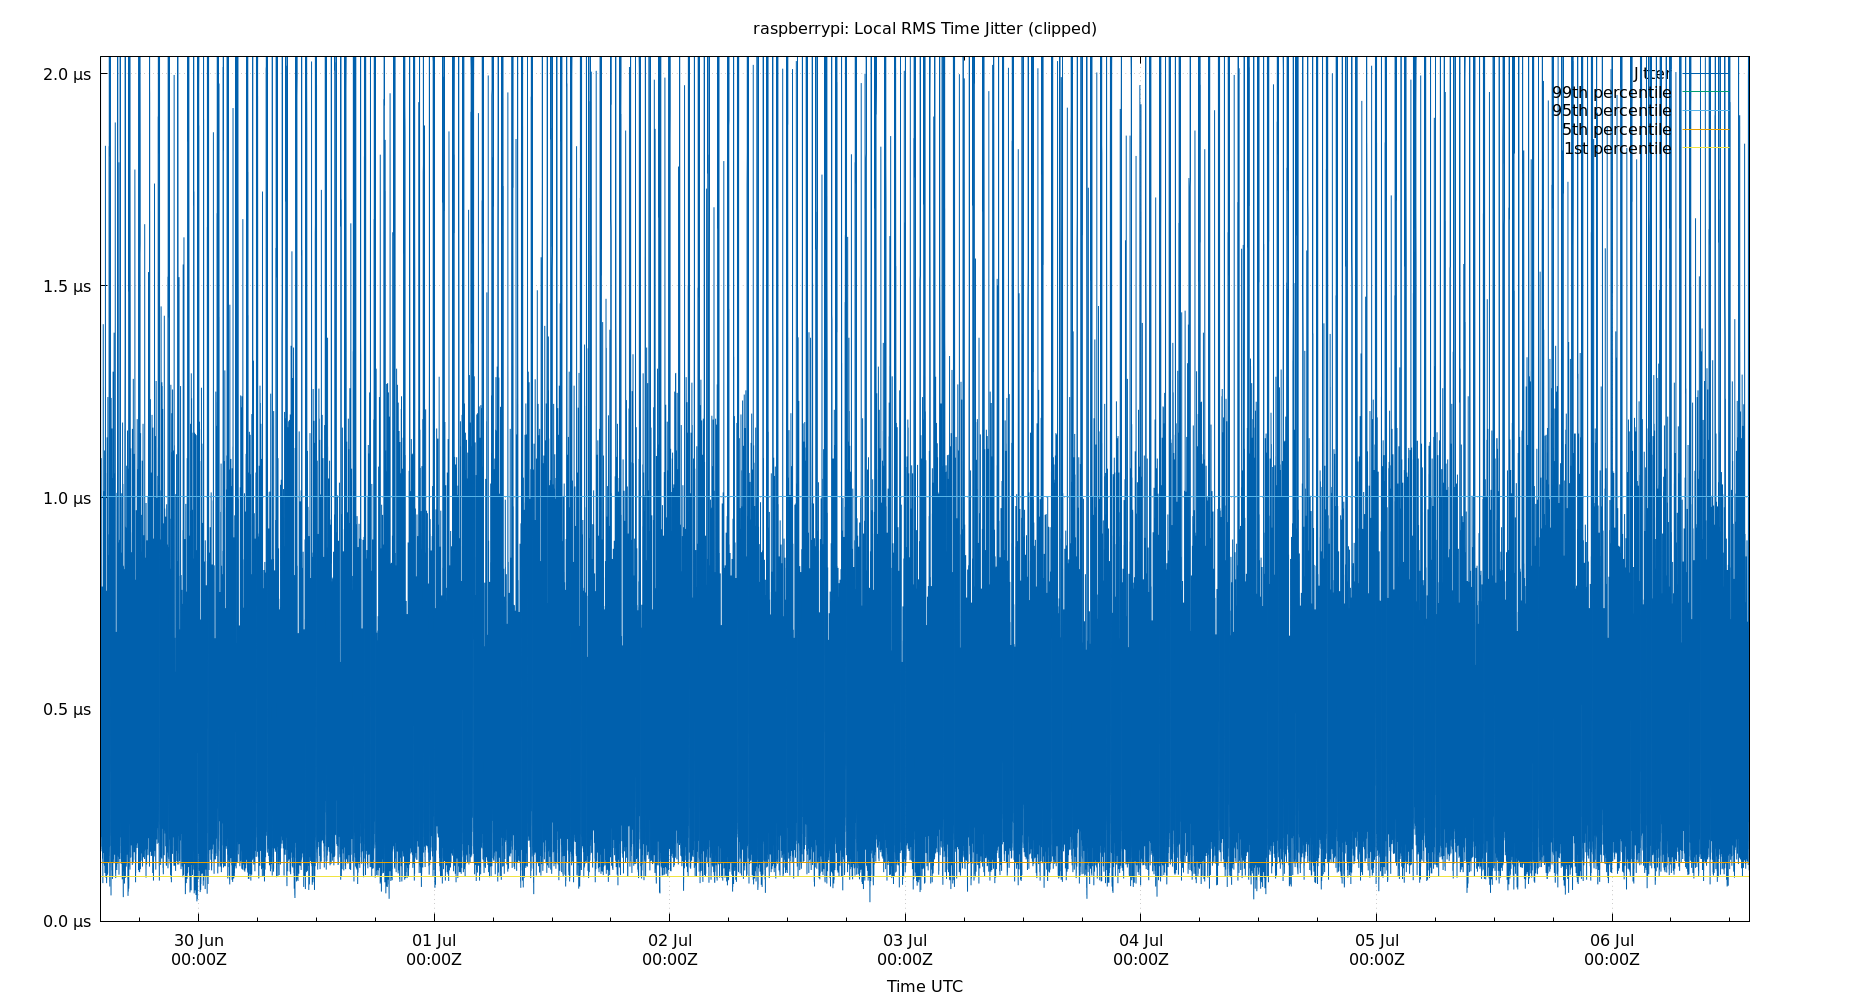 raspberrypi: Local RMS Time Jitter (clipped)
2.0 µs
Jitter
99th percentile
95th percentile
5th percentile
1st percentile
1.5 µs
1.0 µs
0.5 µs
0.0 µs
30 Jun 01 Jul 02 Jul 03 Jul 04 Jul 05 Jul 06 Jul
00:00Z 00:00Z 00:00Z 00:00Z 00:00Z 00:00Z 00:00Z
Time UTC